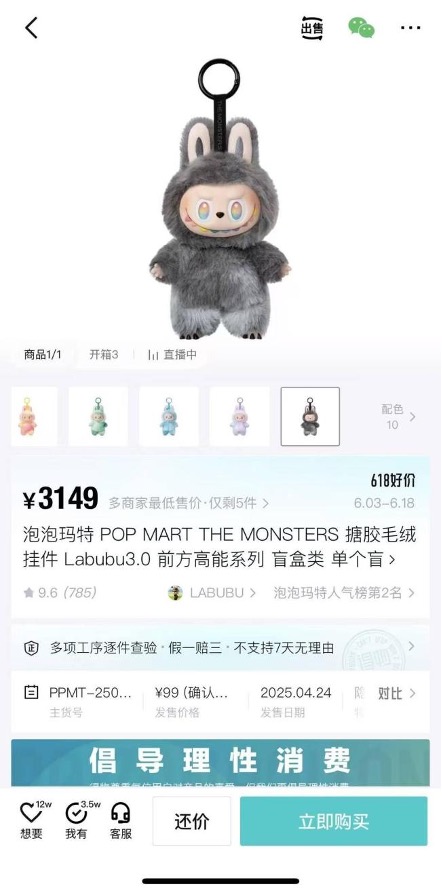 出售
THE MONSTERS
商品1/1 开箱3 直播中
配色
10
618好价
¥3149 多商家最低售价·仅剩5件 >
6.03—6.18
泡泡玛特 POP MART THE MONSTERS 搪胶毛绒
挂件 Labubu3.0 前方高能系列 盲盒类 单个盲 >
9.6 (785) LABUBU > 泡泡玛特人气榜第2名 >
多项工序逐件查验 · 假一赔三 · 不支持7天无理由
PPMT-250... ¥99 (确认... 2025.04.24 对比 >
主货号 发售价格 发售日期
倡导理性消费
12w 3.5w
想要 我有 客服
还价 立即购买